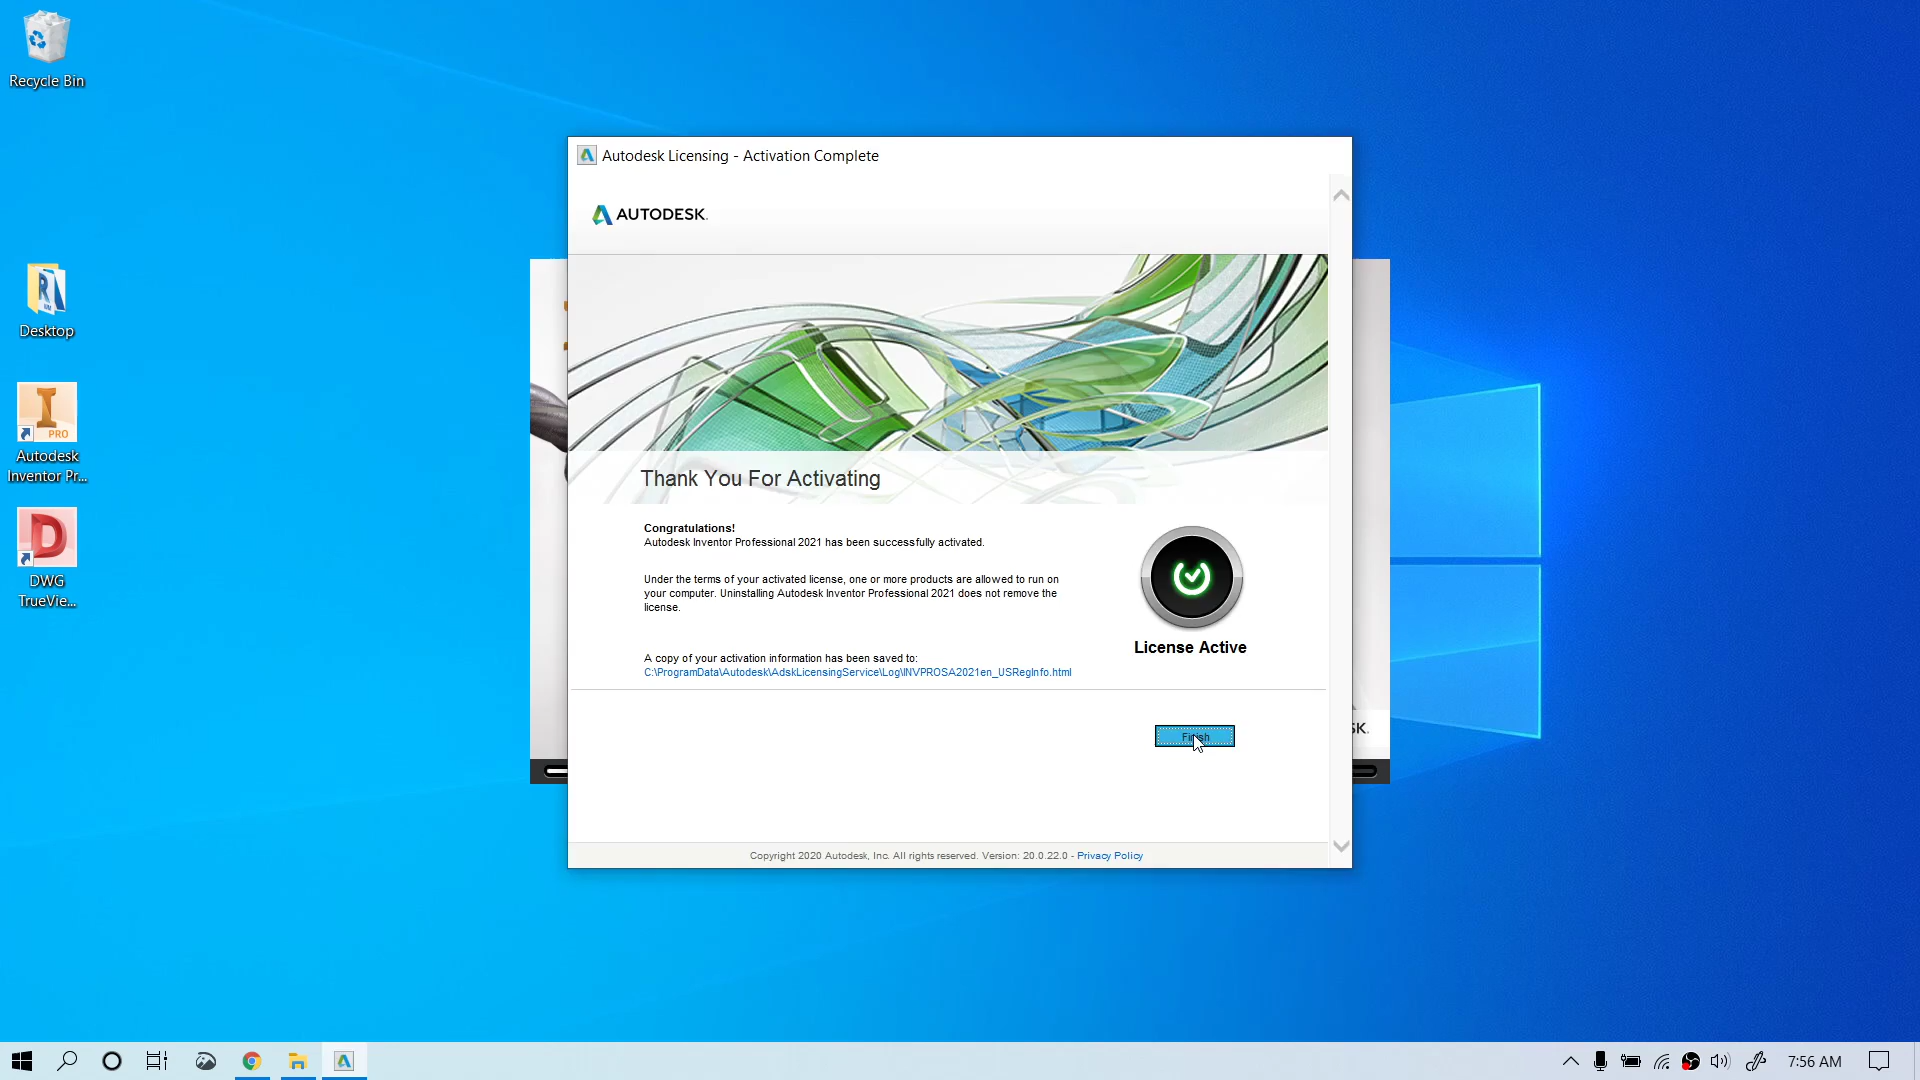 Recycle Bin
Desktop
PRO
Autodesk
Inventor Pr...
DWG
TrueVie...
Autodesk Licensing - Activation Complete
AUTODESK.
Thank You For Activating
Congratulations!
Autodesk Inventor Professional 2021 has been successfully activated.
Under the terms of your activated license, one or more products are allowed to run on
your computer. Uninstalling Autodesk Inventor Professional 2021 does not remove the
license.
License Active
A copy of your activation information has been saved to:
C:\ProgramData\Autodesk\AdskLicensingService\Log\INVPROSA2021en_USRegInfo.html
Finish
SK.
Copyright 2020 Autodesk, Inc. All rights reserved. Version: 20.0.22.0 - Privacy Policy
7:56 AM